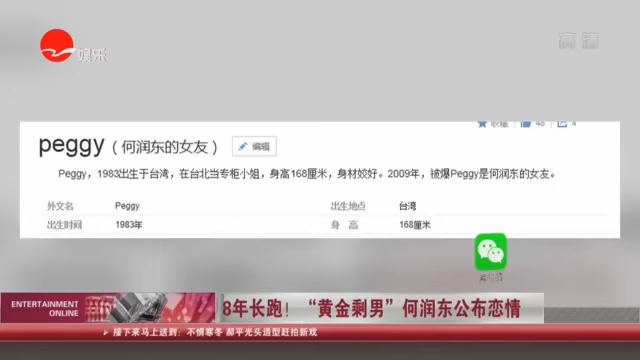 娱乐
高清
收藏 48 4
peggy（何润东的女友） 编辑
Peggy，1983出生于台湾，在台北当专柜小姐，身高168厘米，身材姣好。2009年，被爆Peggy是何润东的女友。
外文名 Peggy 出生地点 台湾
出生时间 1983年 身 高 168厘米
ENTERTAINMENT ONLINE
8年长跑！“黄金剩男”何润东公布恋情
接下来马上送到：不惧寒冬 郝平光头造型赶拍新戏